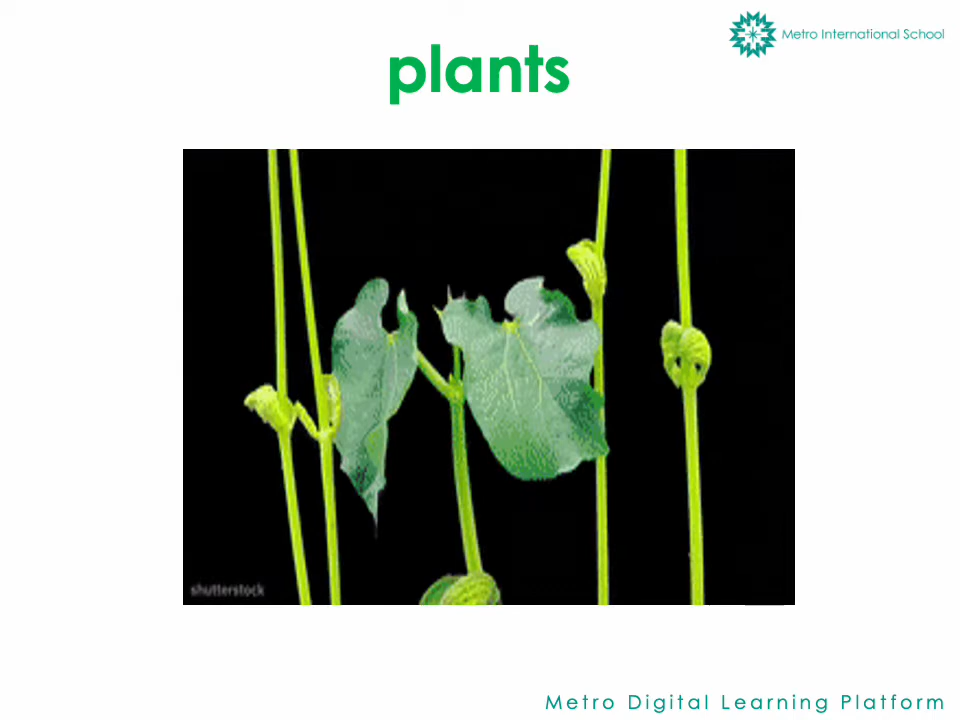 Metro International School
plants
shutterstock
Metro Digital Learning Platform